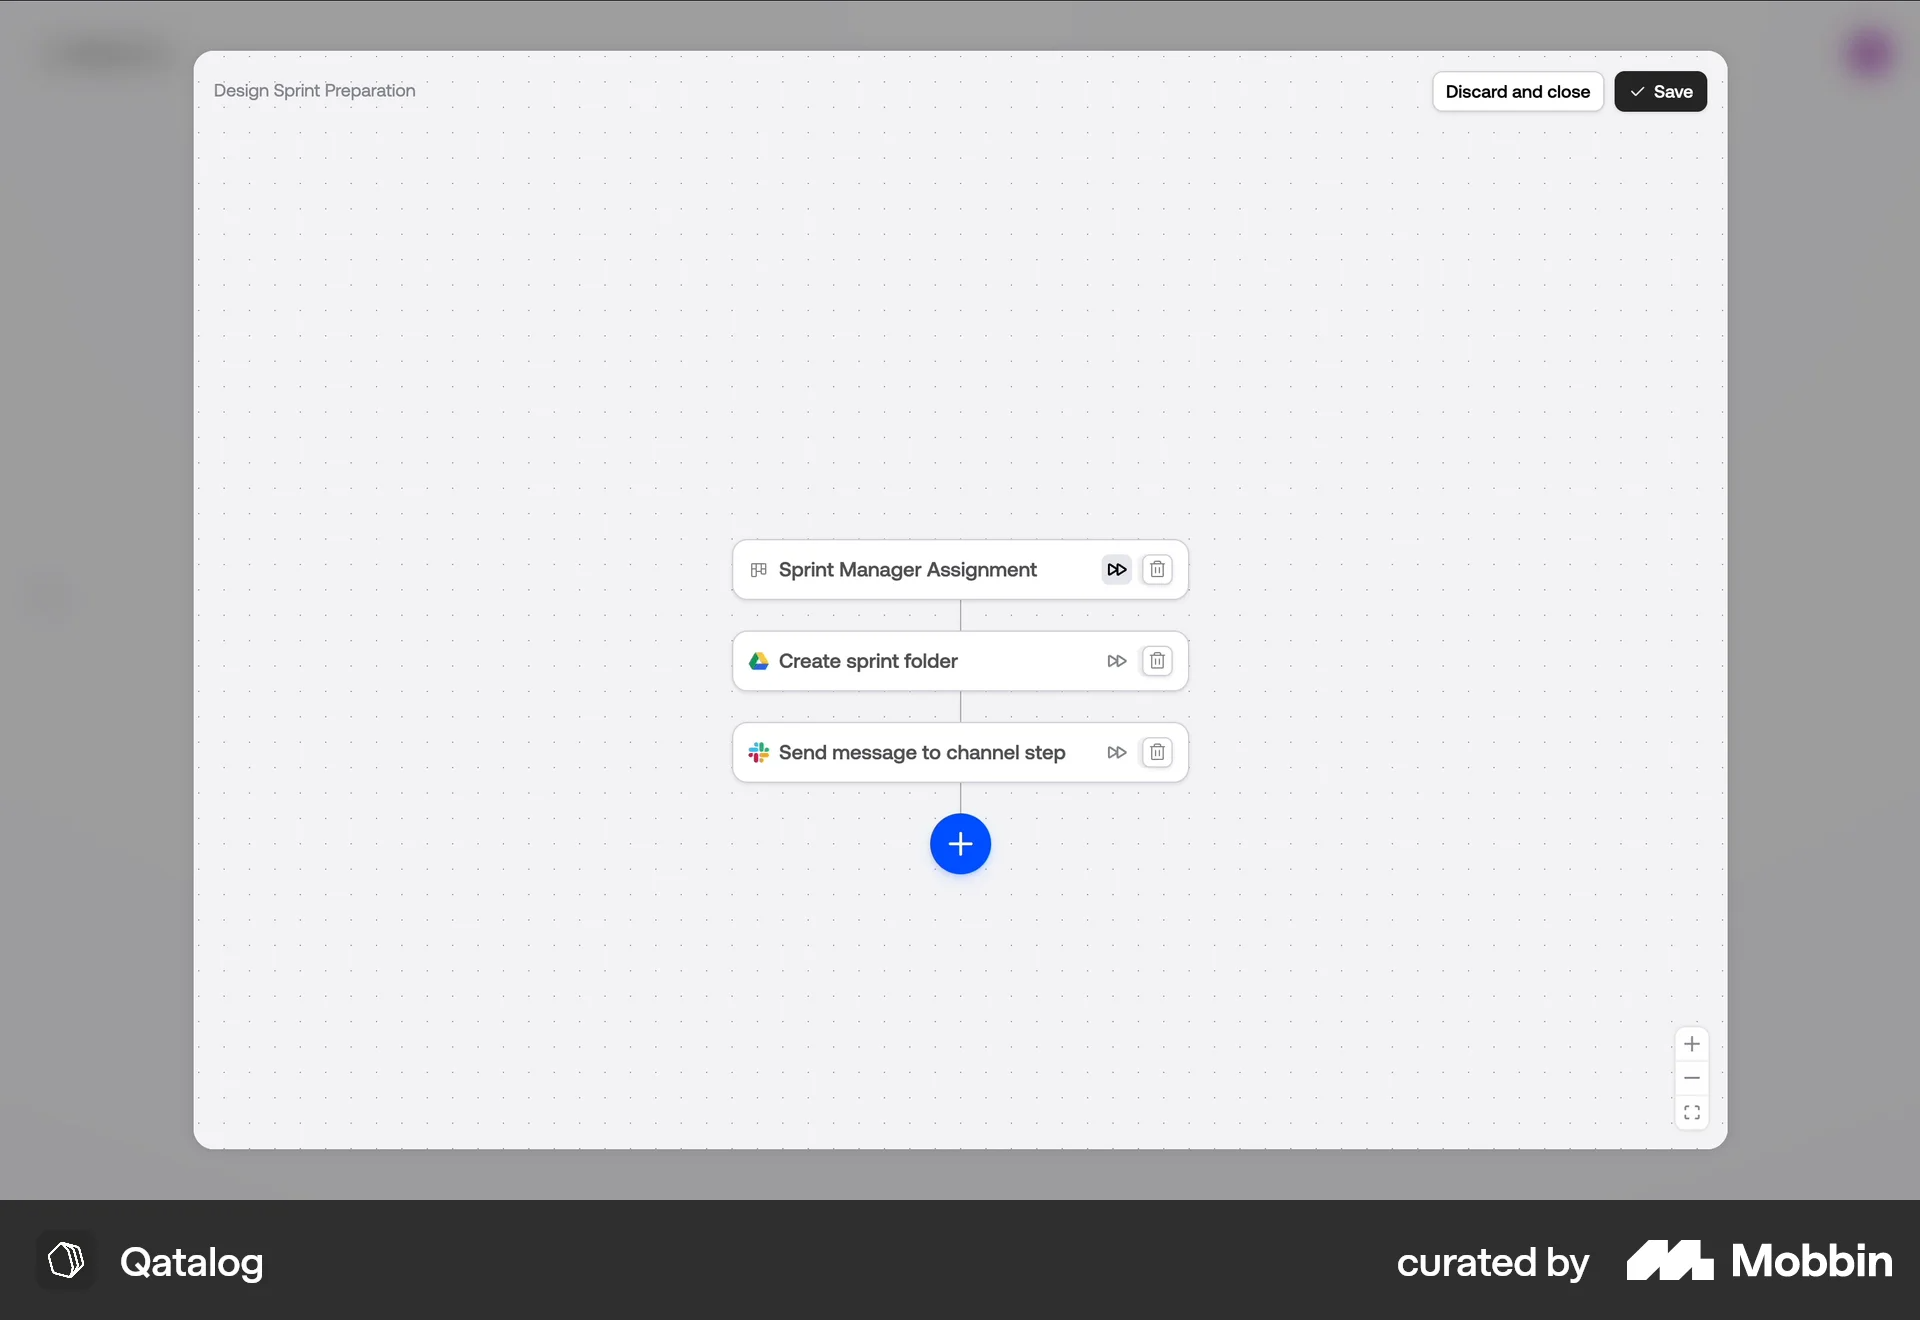 Design Sprint Preparation
Discard and close
Save
Sprint Manager Assignment
Create sprint folder
Send message to channel step
Qatalog
curated by
Mobbin